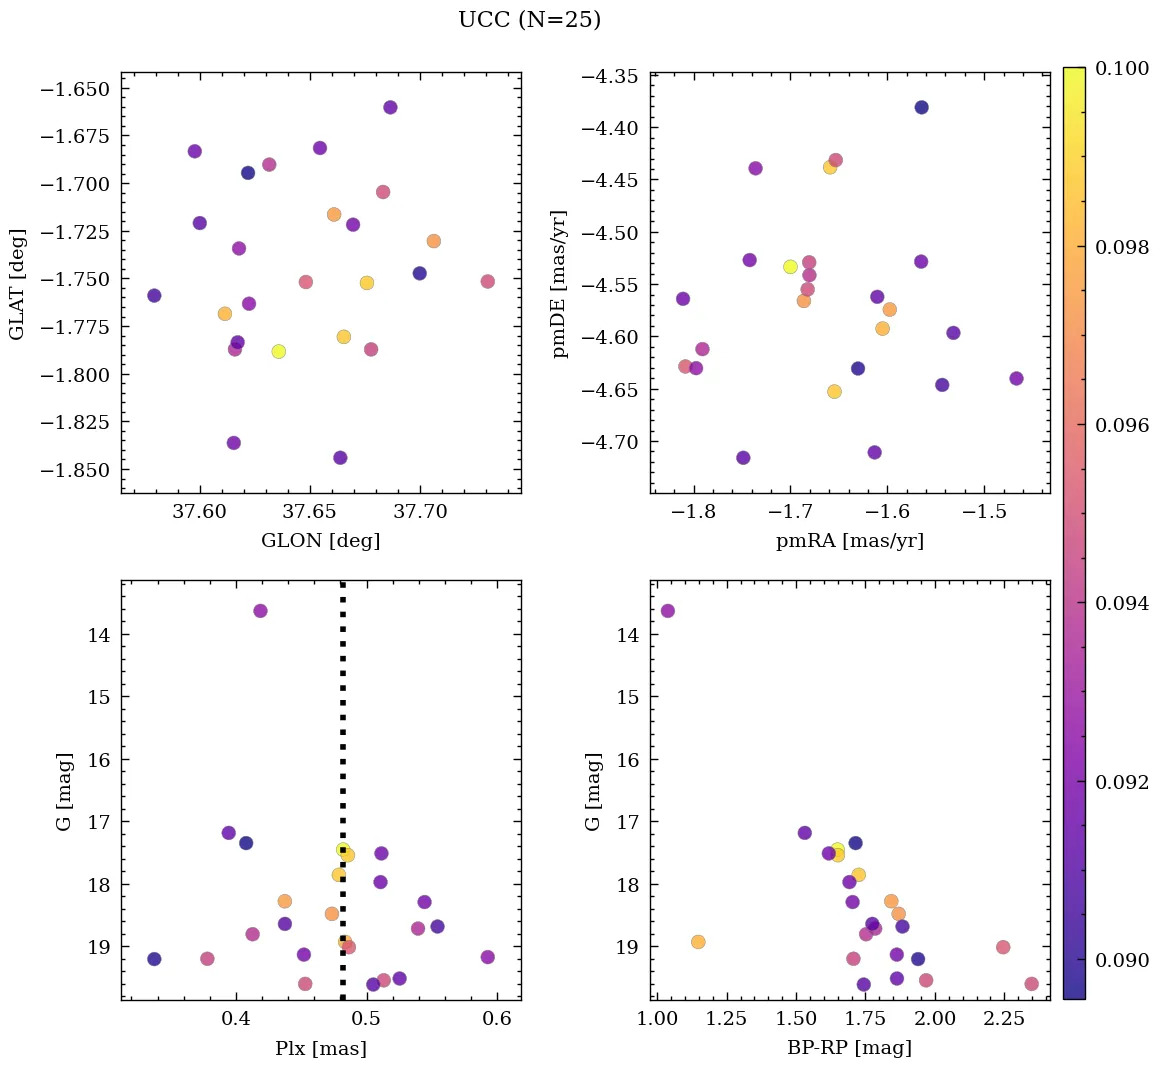 UCC (N=25)
−1.650
−1.675
−1.700
−1.725
−1.750
−1.775
−1.800
−1.825
−1.850
GLAT [deg]
37.60 37.65 37.70
GLON [deg]
−4.35
−4.40
−4.45
−4.50
−4.55
−4.60
−4.65
−4.70
pmDE [mas/yr]
−1.8 −1.7 −1.6 −1.5
pmRA [mas/yr]
14
15
16
17
18
19
G [mag]
0.4 0.5 0.6
Plx [mas]
14
15
16
17
18
19
G [mag]
1.00 1.25 1.50 1.75 2.00 2.25
BP-RP [mag]
0.100
0.098
0.096
0.094
0.092
0.090